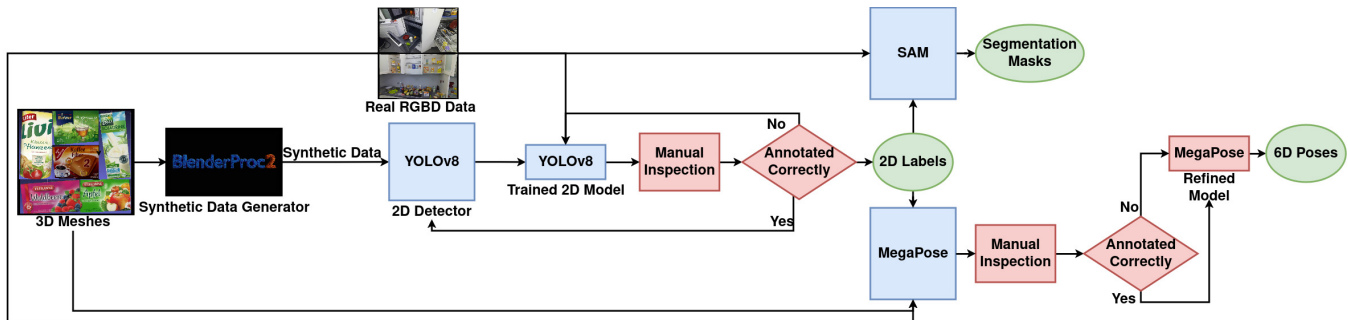 Real RGBD Data
SAM
Segmentation
Masks
3D Meshes
BlenderProc2
Synthetic Data Generator
Synthetic Data
YOLOv8
2D Detector
YOLOv8
Trained 2D Model
Manual
Inspection
No
Annotated
Correctly
Yes
2D Labels
MegaPose
Manual
Inspection
No
Annotated
Correctly
Yes
MegaPose
Refined
Model
6D Poses